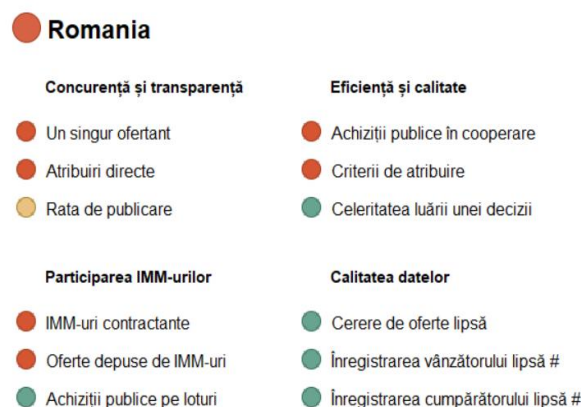 Romania
Concurență și transparență
Un singur ofertant
Atribuiri directe
Rata de publicare
Eficiență și calitate
Achiziții publice în cooperare
Criterii de atribuire
Celeritatea luării unei decizii
Participarea IMM-urilor
IMM-uri contractante
Oferte depuse de IMM-uri
Achiziții publice pe loturi
Calitatea datelor
Cerere de oferte lipsă
Înregistrarea vânzătorului lipsă #
Înregistrarea cumpărătorului lipsă #